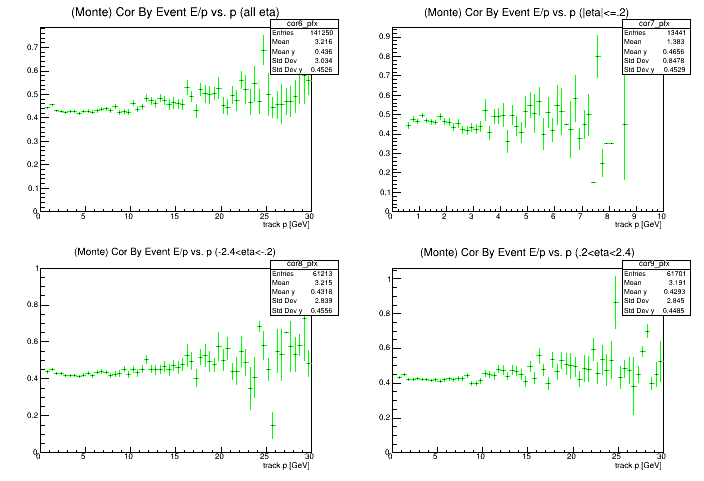 (Monte) Cor By Event E/p vs. p (all eta)
cor6_pfx
Entries 141250
Mean 3.216
Mean y 0.436
Std Dev 3.034
Std Dev y 0.4526
0.7
0.6
0.5
0.4
0.3
0.2
0.1
0
0 5 10 15 20 25 30
track p [GeV]
(Monte) Cor By Event E/p vs. p (|eta|<=.2)
cor7_pfx
Entries 13441
Mean 1.383
Mean y 0.4656
Std Dev 0.8478
Std Dev y 0.4529
0.9
0.8
0.7
0.6
0.5
0.4
0.3
0.2
0.1
0
0 1 2 3 4 5 6 7 8 9 10
track p [GeV]
(Monte) Cor By Event E/p vs. p (-2.4<eta<-.2)
cor8_pfx
Entries 61213
Mean 3.215
Mean y 0.4318
Std Dev 2.839
Std Dev y 0.4556
1
0.8
0.6
0.4
0.2
0
0 5 10 15 20 25 30
track p [GeV]
(Monte) Cor By Event E/p vs. p (.2<eta<2.4)
cor9_pfx
Entries 61701
Mean 3.191
Mean y 0.4293
Std Dev 2.845
Std Dev y 0.4485
1
0.8
0.6
0.4
0.2
0
0 5 10 15 20 25 30
track p [GeV]